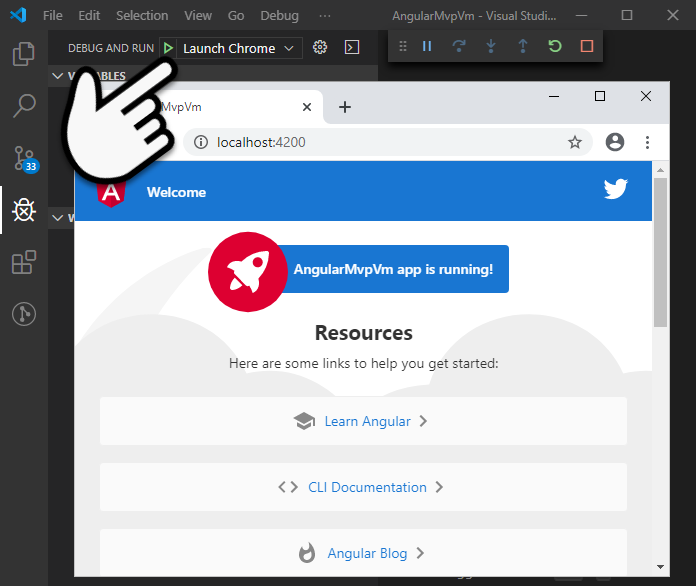 File Edit Selection View Go Debug ··· AngularMvpVm - Visual Studi...
DEBUG AND RUN Launch Chrome
VARIABLES
MvpVm
localhost:4200
33
A Welcome
W
AngularMvpVm app is running!
Resources
Here are some links to help you get started:
Learn Angular
CLI Documentation
Angular Blog